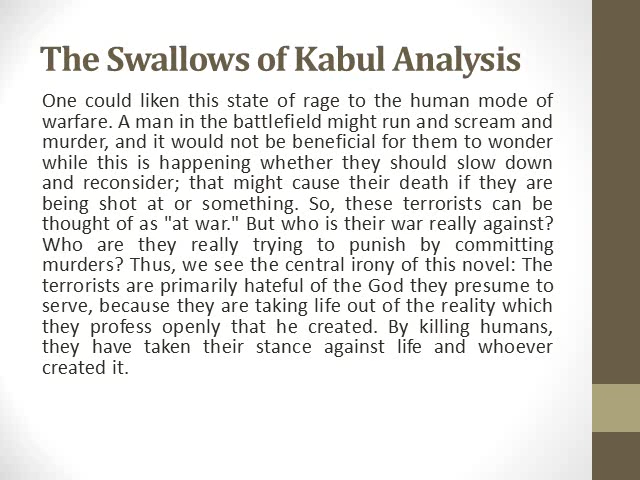 The Swallows of Kabul Analysis
One could liken this state of rage to the human mode of
warfare. A man in the battlefield might run and scream and
murder, and it would not be beneficial for them to wonder
while this is happening whether they should slow down
and reconsider; that might cause their death if they are
being shot at or something. So, these terrorists can be
thought of as "at war." But who is their war really against?
Who are they really trying to punish by committing
murders? Thus, we see the central irony of this novel: The
terrorists are primarily hateful of the God they presume to
serve, because they are taking life out of the reality which
they profess openly that he created. By killing humans,
they have taken their stance against life and whoever
created it.